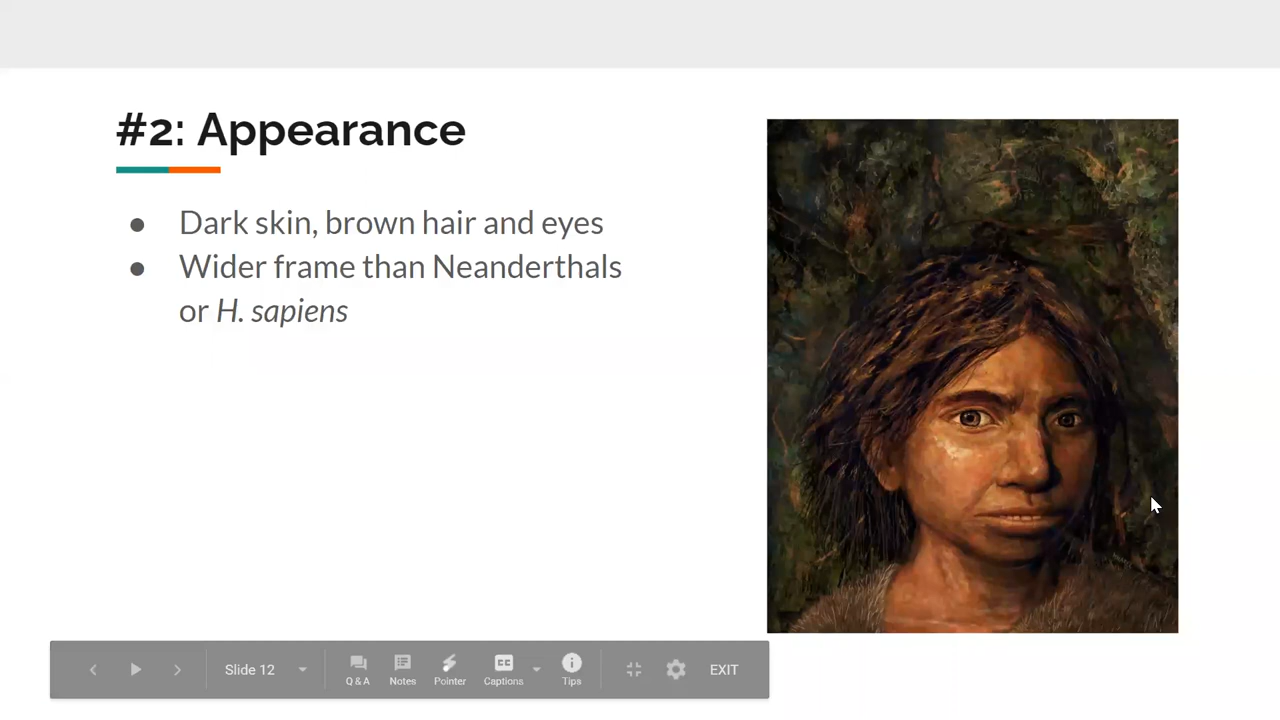 #2: Appearance
● Dark skin, brown hair and eyes
● Wider frame than Neanderthals
or H. sapiens
Slide 12
Q & A
Notes
Pointer
CC
Captions
Tips
EXIT